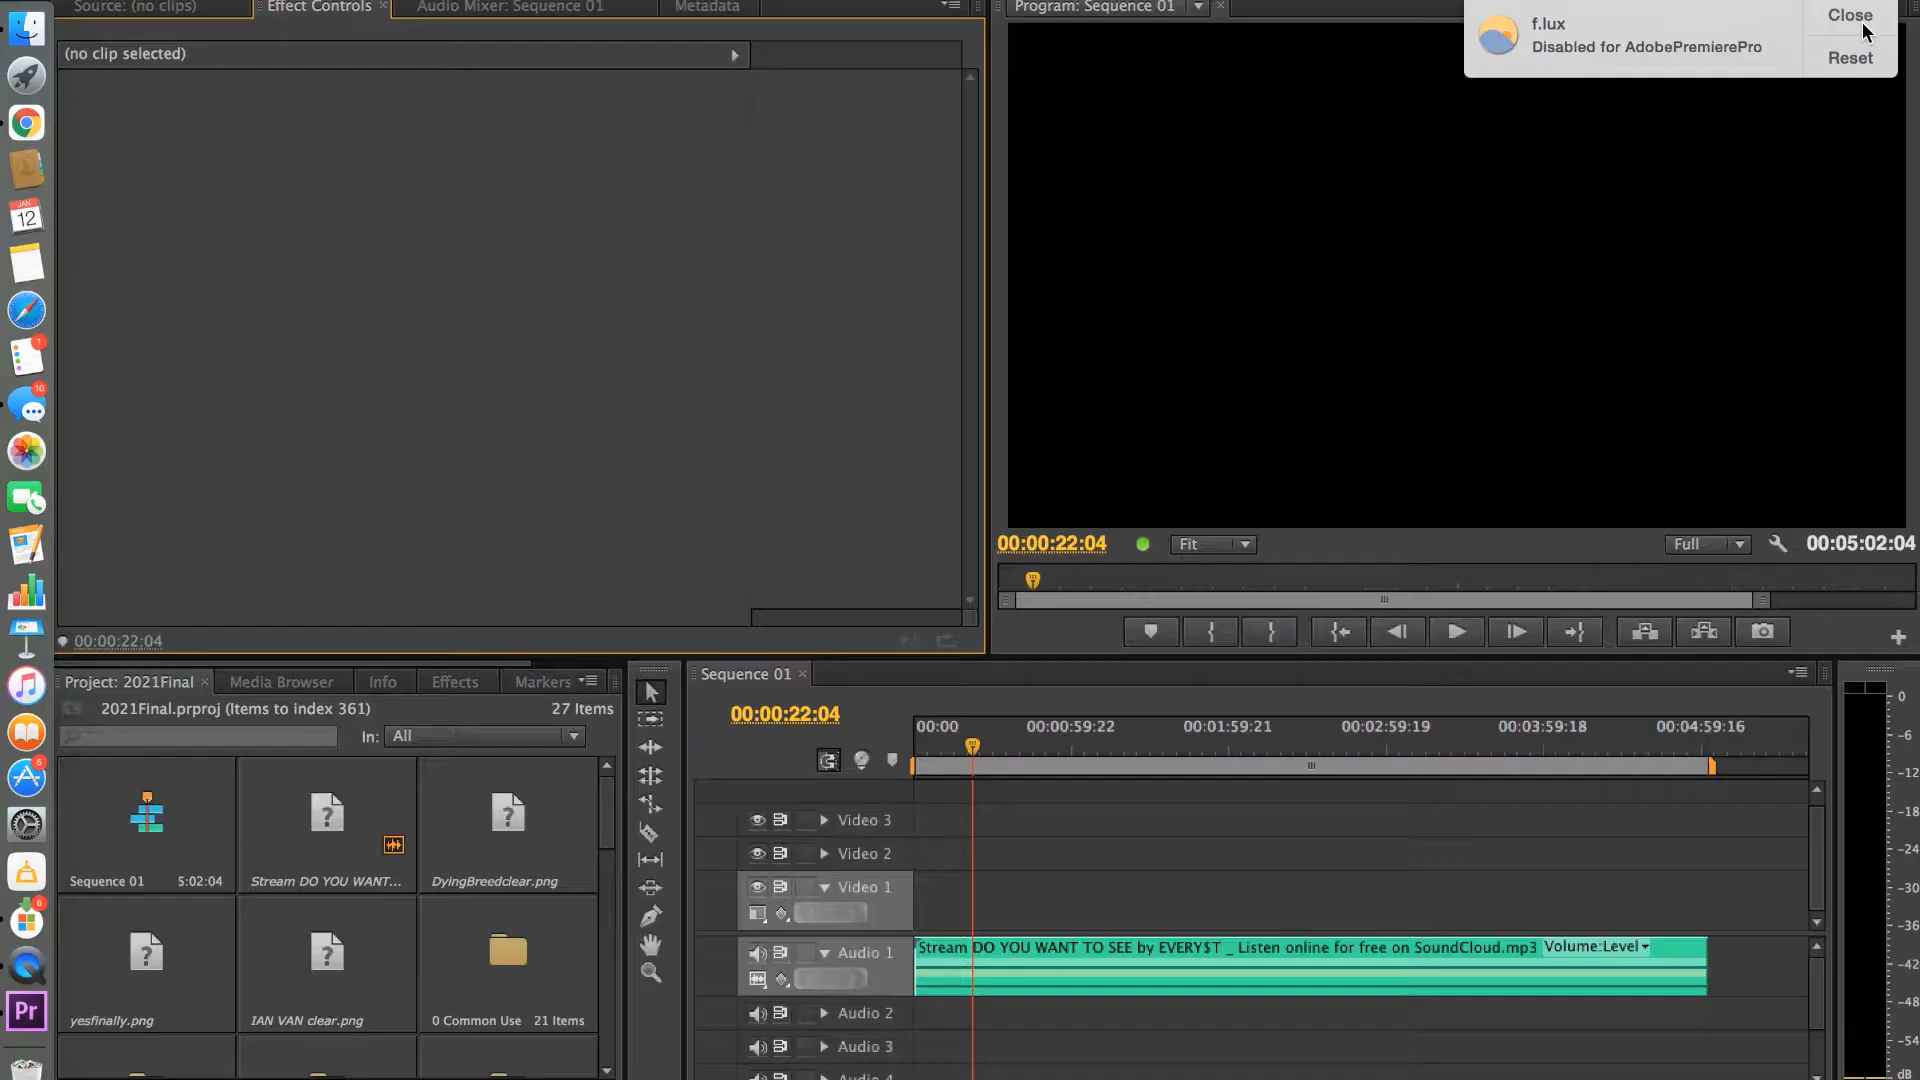 Source: (no clips)
Effect Controls
Audio Mixer: Sequence 01
Metadata
Program: Sequence 01
f.lux
Disabled for AdobePremierePro
Close
Reset
(no clip selected)
JAN
12
1
10
6
6
Pr
00:00:22:04
00:00:22:04
Fit
Full
00:05:02:04
Project: 2021Final
Media Browser
Info
Effects
Markers
2021Final.prproj (Items to index 361)
27 Items
In:
All
Sequence 01
5:02:04
Stream DO YOU WANT...
DyingBreedclear.png
yesfinally.png
IAN VAN clear.png
0 Common Use
21 Items
Sequence 01
00:00:22:04
00:00
00:00:59:22
00:01:59:21
00:02:59:19
00:03:59:18
00:04:59:16
Video 3
Video 2
Video 1
Audio 1
Stream DO YOU WANT TO SEE by EVERY$T _ Listen online for free on SoundCloud.mp3
Volume:Level
Audio 2
Audio 3
Audio 4
0
-6
-12
-18
-24
-30
-36
-42
-48
-54
dB